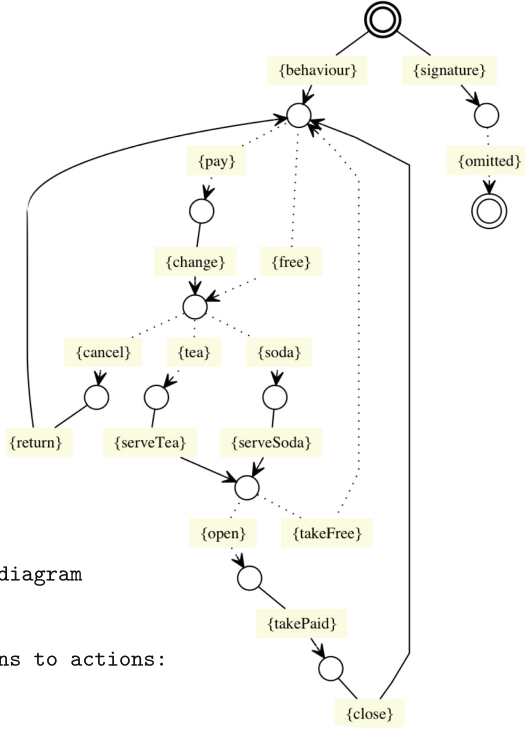 {behaviour} {signature}
{pay} {omitted}
{change} {free}
{cancel} {tea} {soda}
{return} {serveTea} {serveSoda}
{open} {takeFree}
diagram
{takePaid}
ns to actions:
{close}